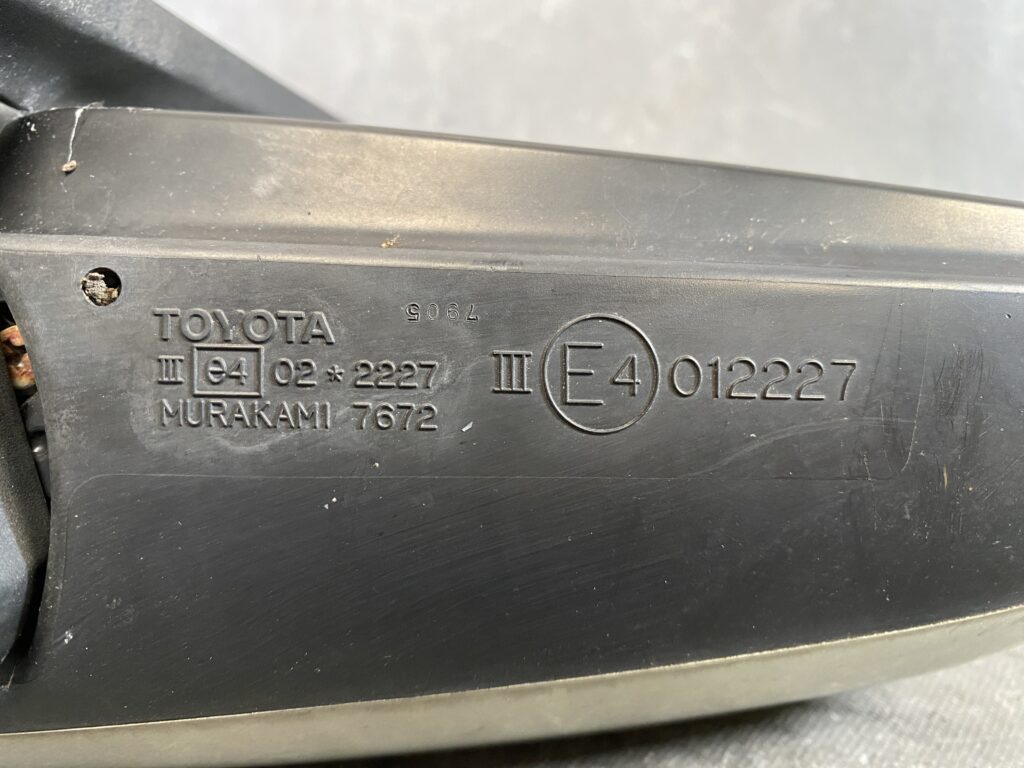 TOYOTA
7905
III e4 02 * 2227
MURAKAMI 7672
III E4 012227